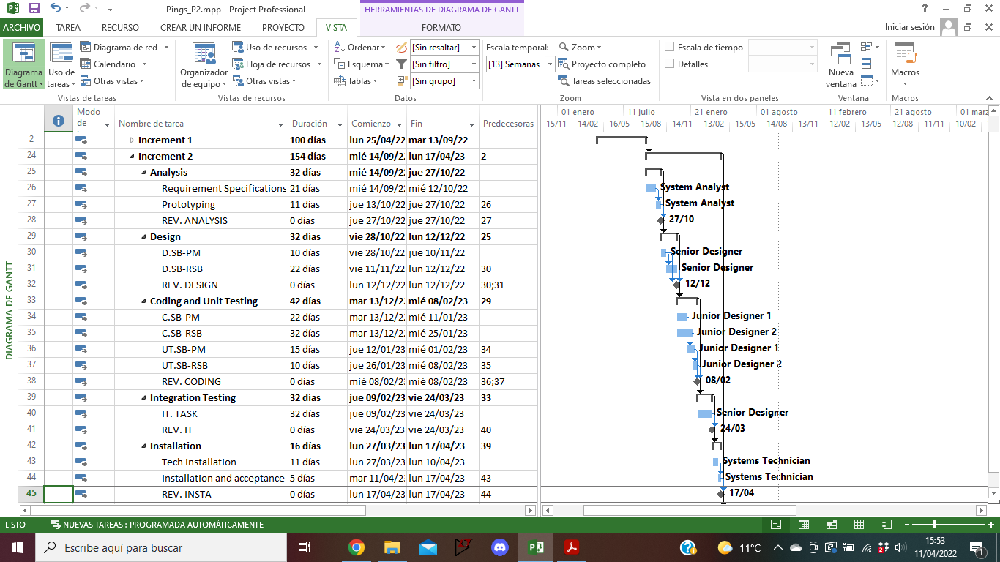 Pings_P2.mpp - Project Professional
HERRAMIENTAS DE DIAGRAMA DE GANTT
ARCHIVO TAREA RECURSO CREAR UN INFORME PROYECTO VISTA FORMATO Iniciar sesión
Diagrama de Gantt
Uso de tareas
Diagrama de red
Calendario
Otras vistas
Vistas de tareas
Organizador de equipo
Uso de recursos
Hoja de recursos
Otras vistas
Vistas de recursos
Ordenar
Esquema
Tablas
[Sin resaltar]
[Sin filtro]
[Sin grupo]
Datos
Escala temporal:
[13] Semanas
Zoom
Proyecto completo
Tareas seleccionadas
Zoom
Escala de tiempo
Detalles
Vista en dos paneles
Nueva ventana
Ventana
Macros
Macros
Modo de
Nombre de tarea Duración Comienzo Fin Predecesoras
01 enero 11 julio 21 enero 01 agosto 11 febrero 21 agosto 01 marz
15/11 14/02 16/05 15/08 14/11 13/02 15/05 14/08 13/11 12/02 13/05 12/08 11/11 10/02
2 Increment 1 100 días lun 25/04/22 mar 13/09/22
24 Increment 2 154 días mié 14/09/2 lun 17/04/23 2
25 Analysis 32 días mié 14/09/2 jue 27/10/22
26 Requirement Specifications 21 días mié 14/09/2 mié 12/10/22 System Analyst
27 Prototyping 11 días jue 13/10/22 jue 27/10/22 26 System Analyst
28 REV. ANALYSIS 0 días jue 27/10/22 jue 27/10/22 27 27/10
29 Design 32 días vie 28/10/22 lun 12/12/22 25
30 D.SB-PM 10 días vie 28/10/22 jue 10/11/22 Senior Designer
31 D.SB-RSB 22 días vie 11/11/22 lun 12/12/22 30 Senior Designer
32 REV. DESIGN 0 días lun 12/12/22 lun 12/12/22 30;31 12/12
33 Coding and Unit Testing 42 días mar 13/12/2 mié 08/02/23 29
34 C.SB-PM 22 días mar 13/12/2 mié 11/01/23 Junior Designer 1
35 C.SB-RSB 32 días mar 13/12/2 mié 25/01/23 Junior Designer 2
36 UT.SB-PM 15 días jue 12/01/23 mié 01/02/23 34 Junior Designer 1
37 UT.SB-RSB 10 días jue 26/01/23 mié 08/02/23 35 Junior Designer 2
38 REV. CODING 0 días mié 08/02/2 mié 08/02/23 36;37 08/02
39 Integration Testing 32 días jue 09/02/23 vie 24/03/23 33
40 IT. TASK 32 días jue 09/02/23 vie 24/03/23 Senior Designer
41 REV. IT 0 días vie 24/03/23 vie 24/03/23 40 24/03
42 Installation 16 días lun 27/03/23 lun 17/04/23 39
43 Tech installation 11 días lun 27/03/23 lun 10/04/23 Systems Technician
44 Installation and acceptance 5 días mar 11/04/2 lun 17/04/23 43 Systems Technician
45 REV. INSTA 0 días lun 17/04/23 lun 17/04/23 44 17/04
DIAGRAMA DE GANTT
LISTO NUEVAS TAREAS : PROGRAMADA AUTOMÁTICAMENTE
Escribe aquí para buscar
11°C
15:53
11/04/2022
1